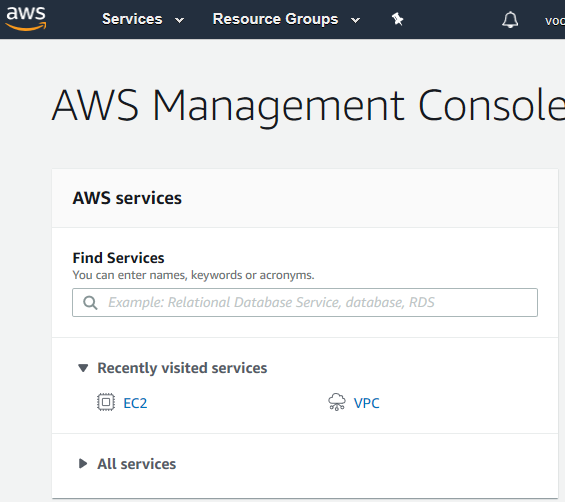 aws Services Resource Groups voc
AWS Management Console
AWS services
Find Services
You can enter names, keywords or acronyms.
Example: Relational Database Service, database, RDS
Recently visited services
EC2 VPC
All services